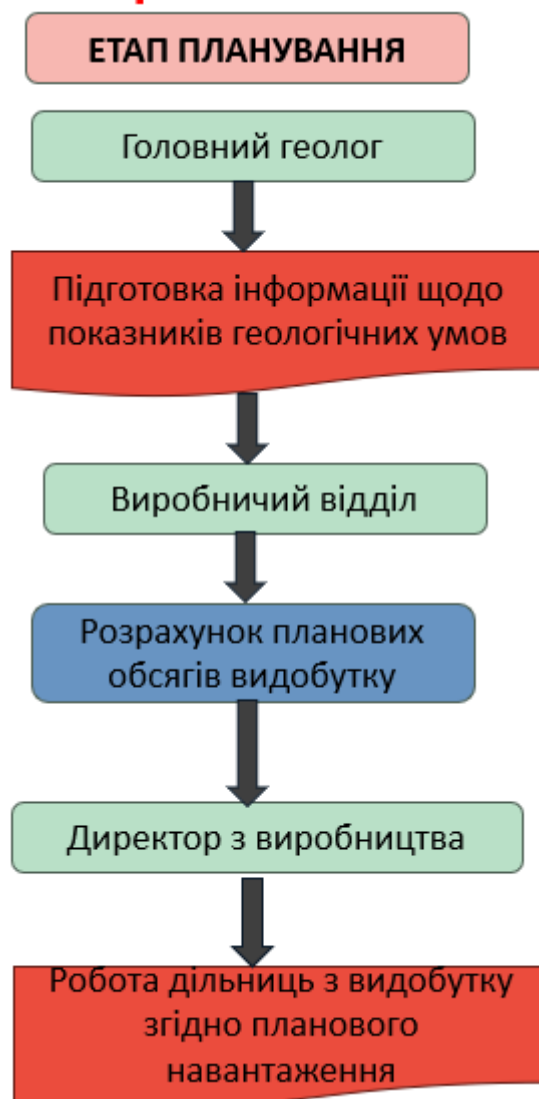 ЕТАП ПЛАНУВАННЯ
Головний геолог
Підготовка інформації щодо
показників геологічних умов
Виробничий відділ
Розрахунок планових
обсягів видобутку
Директор з виробництва
Робота дільниць з видобутку
згідно планового
навантаження